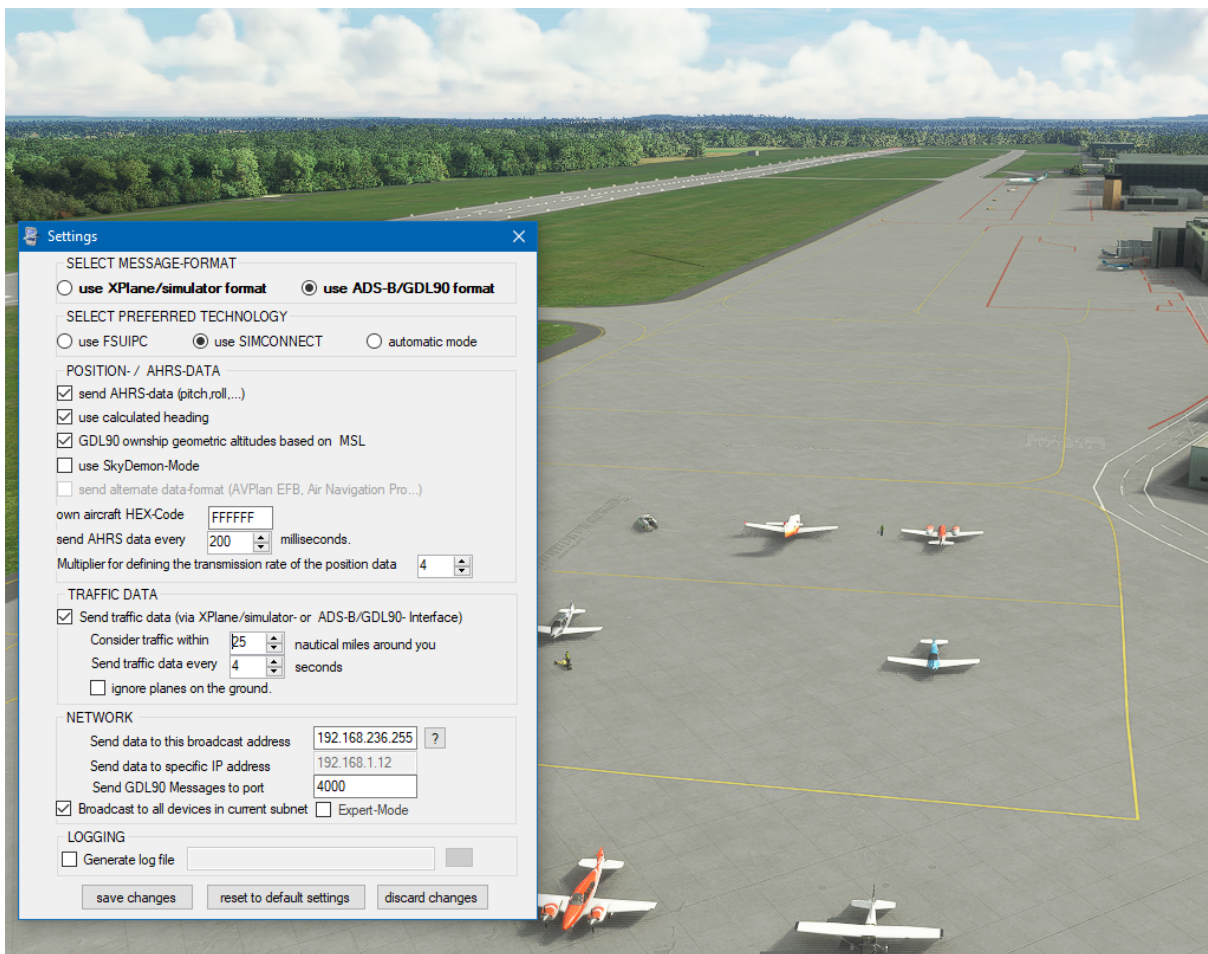 Settings
SELECT MESSAGE-FORMAT
use XPlane/simulator format use ADS-B/GDL90 format
SELECT PREFERRED TECHNOLOGY
use FSUIPC use SIMCONNECT automatic mode
POSITION- / AHRS-DATA
send AHRS-data (pitch,roll,...)
use calculated heading
GDL90 ownship geometric altitudes based on MSL
use SkyDemon-Mode
send alternate data-format (AVPlan EFB, Air Navigation Pro...)
own aircraft HEX-Code FFFFFF
send AHRS data every 200 milliseconds.
Multiplier for defining the transmission rate of the position data 4
TRAFFIC DATA
Send traffic data (via XPlane/simulator- or ADS-B/GDL90- Interface)
Consider traffic within 25 nautical miles around you
Send traffic data every 4 seconds
ignore planes on the ground.
NETWORK
Send data to this broadcast address 192.168.236.255 ?
Send data to specific IP address 192.168.1.12
Send GDL90 Messages to port 4000
Broadcast to all devices in current subnet Expert-Mode
LOGGING
Generate log file
save changes reset to default settings discard changes